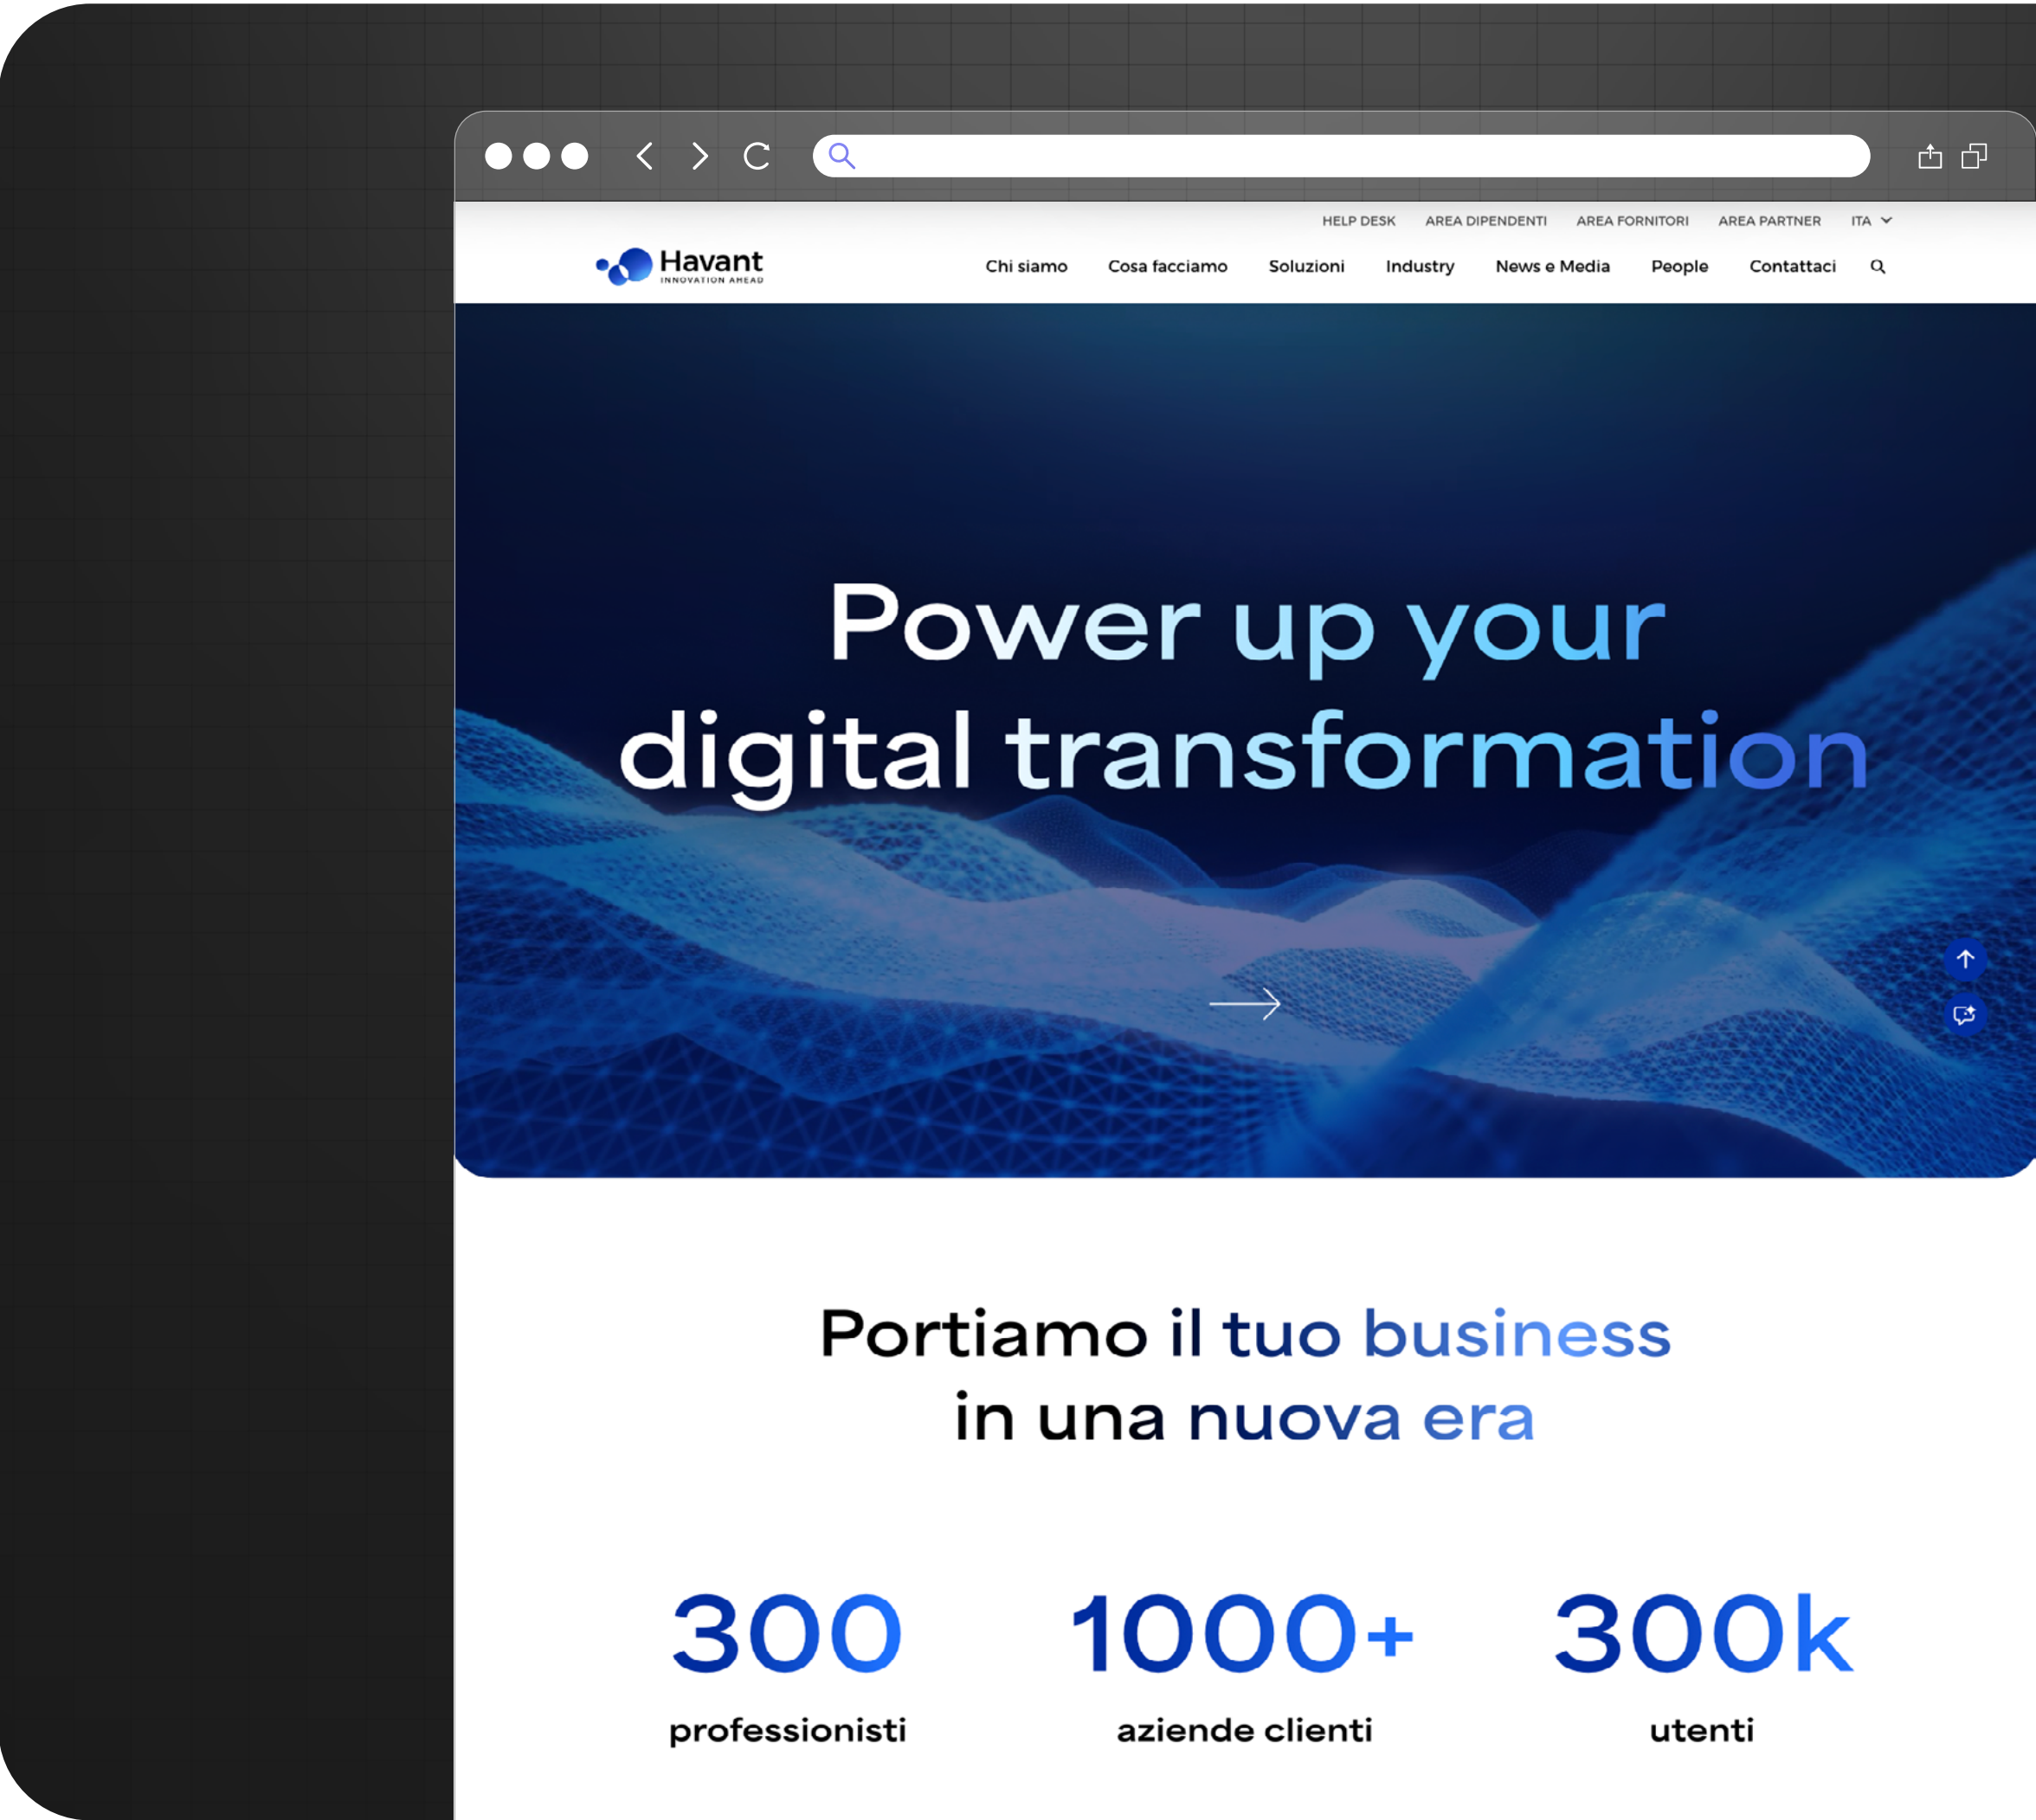 HELP DESK AREA DIPENDENTI AREA FORNITORI AREA PARTNER ITA
Havant
INNOVATION AHEAD
Chi siamo Cosa facciamo Soluzioni Industry News e Media People Contattaci
Power up your
digital transformation
Portiamo il tuo business
in una nuova era
300 1000+ 300k
professionisti aziende clienti utenti